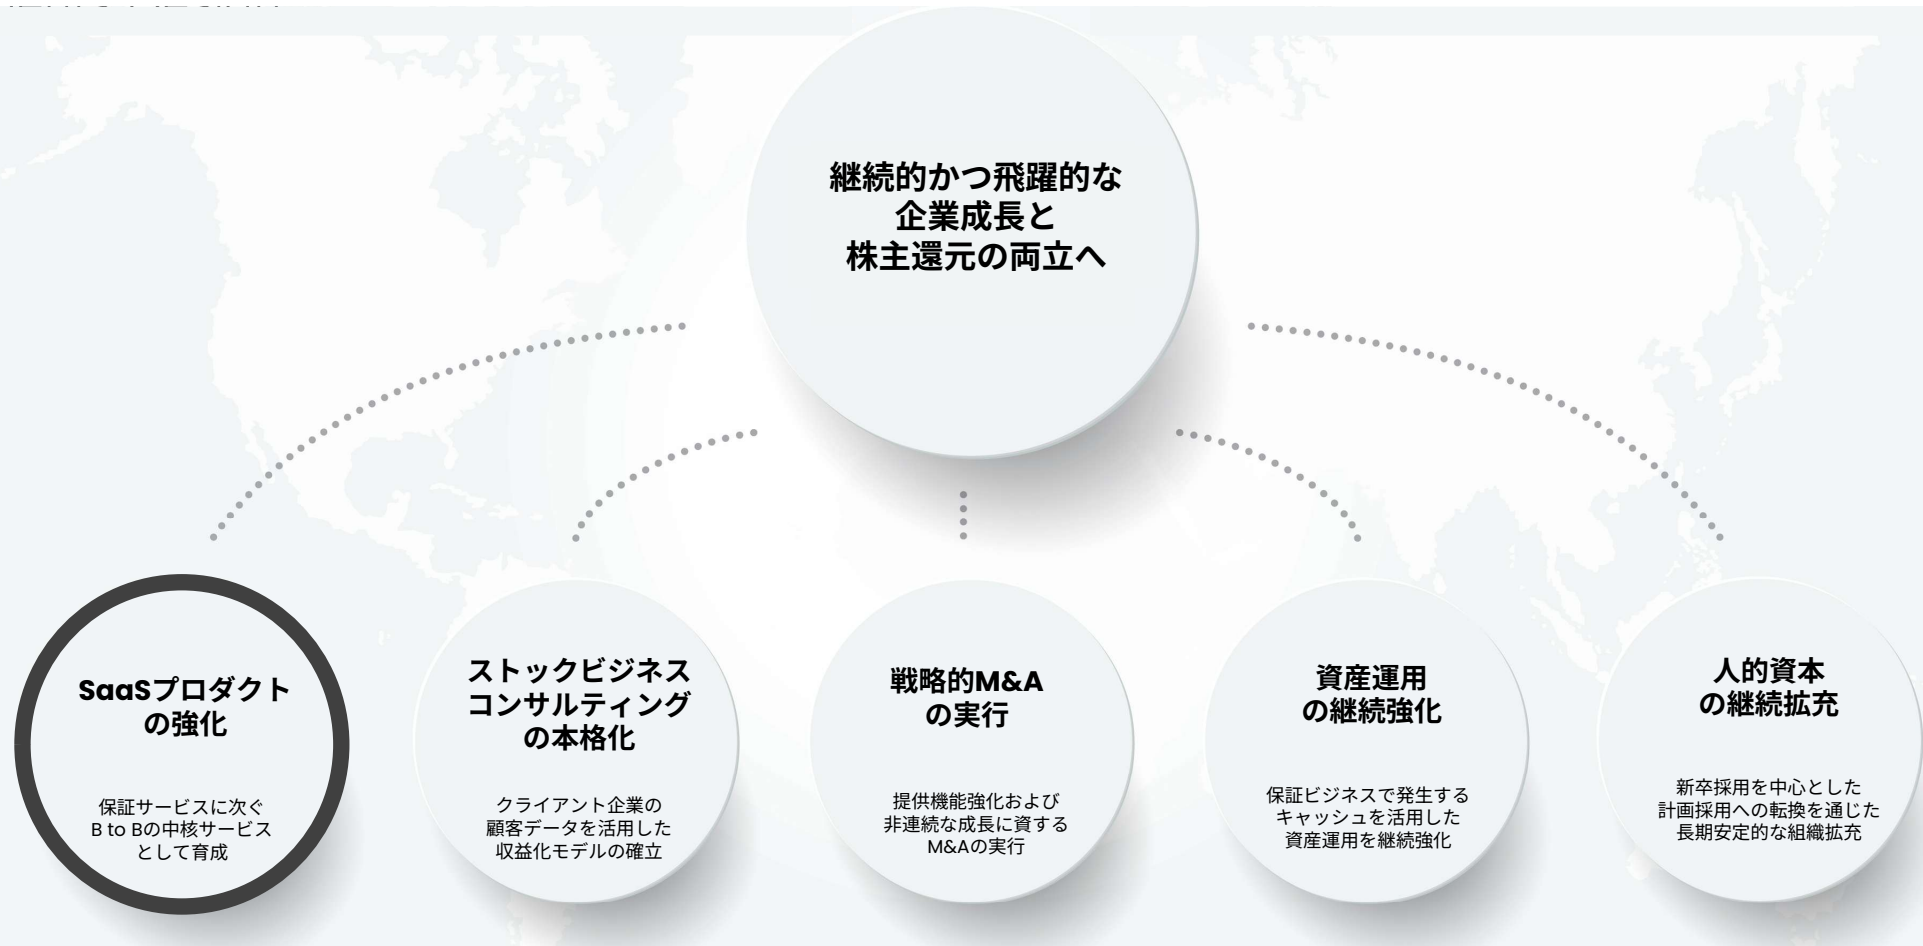 継続的かつ飛躍的な
企業成長と
株主還元の両立へ
SaaSプロダクト
の強化
保証サービスに次ぐ
B to Bの中核サービス
として育成
ストックビジネス
コンサルティング
の本格化
クライアント企業の
顧客データを活用した
収益化モデルの確立
戦略的M&A
の実行
提供機能強化および
非連続な成長に資する
M&Aの実行
資産運用
の継続強化
保証ビジネスで発生する
キャッシュを活用した
資産運用を継続強化
人的資本
の継続拡充
新卒採用を中心とした
計画採用への転換を通じた
長期安定的な組織拡充